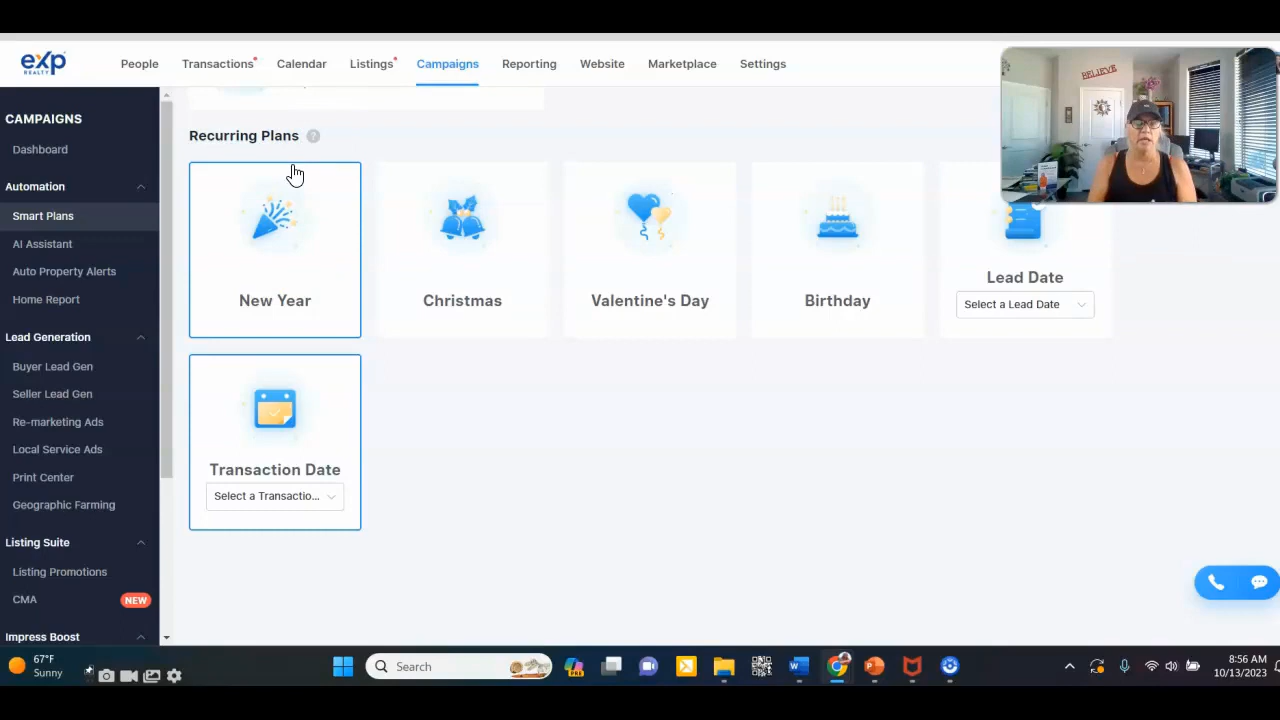 eXp
REALTY
People
Transactions
Calendar
Listings
Campaigns
Reporting
Website
Marketplace
Settings
BELIEVE
CAMPAIGNS
Dashboard
Automation
Smart Plans
AI Assistant
Auto Property Alerts
Home Report
Lead Generation
Buyer Lead Gen
Seller Lead Gen
Re-marketing Ads
Local Service Ads
Print Center
Geographic Farming
Listing Suite
Listing Promotions
CMA NEW
Impress Boost
Recurring Plans ?
New Year
Christmas
Valentine's Day
Birthday
Lead Date
Select a Lead Date
Transaction Date
Select a Transactio...
67°F
Sunny
Search
PRE
8:56 AM
10/13/2023